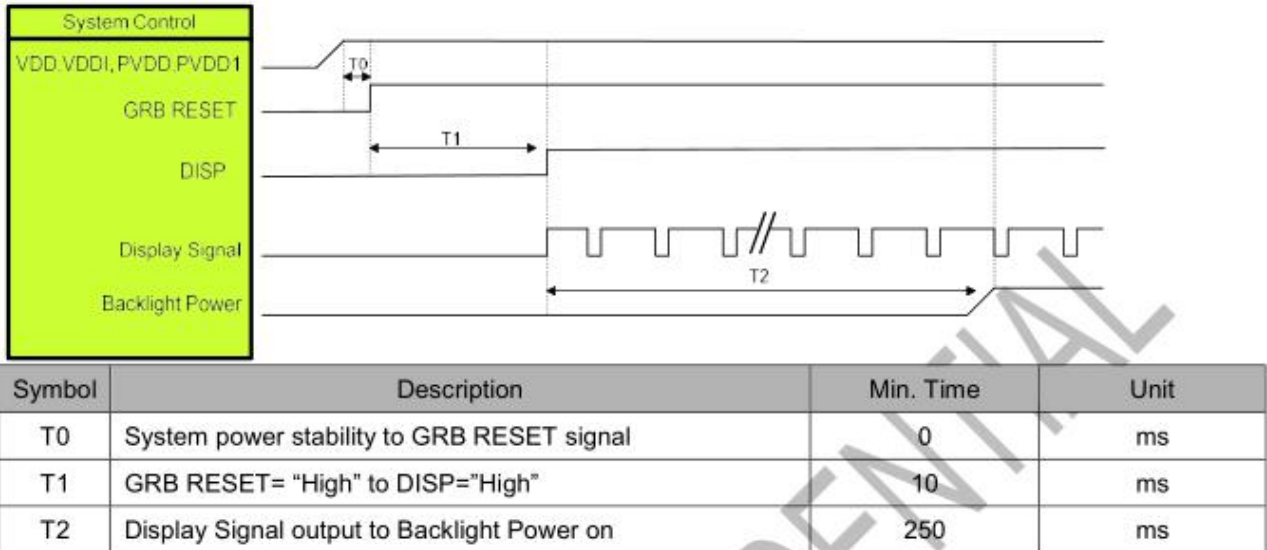 System Control
VDD.VDDI, PVDD.PVDD1
T0
GRB RESET
T1
DISP
Display Signal
T2
Backlight Power
Symbol Description Min. Time Unit
T0 System power stability to GRB RESET signal 0 ms
T1 GRB RESET= “High” to DISP=”High” 10 ms
T2 Display Signal output to Backlight Power on 250 ms